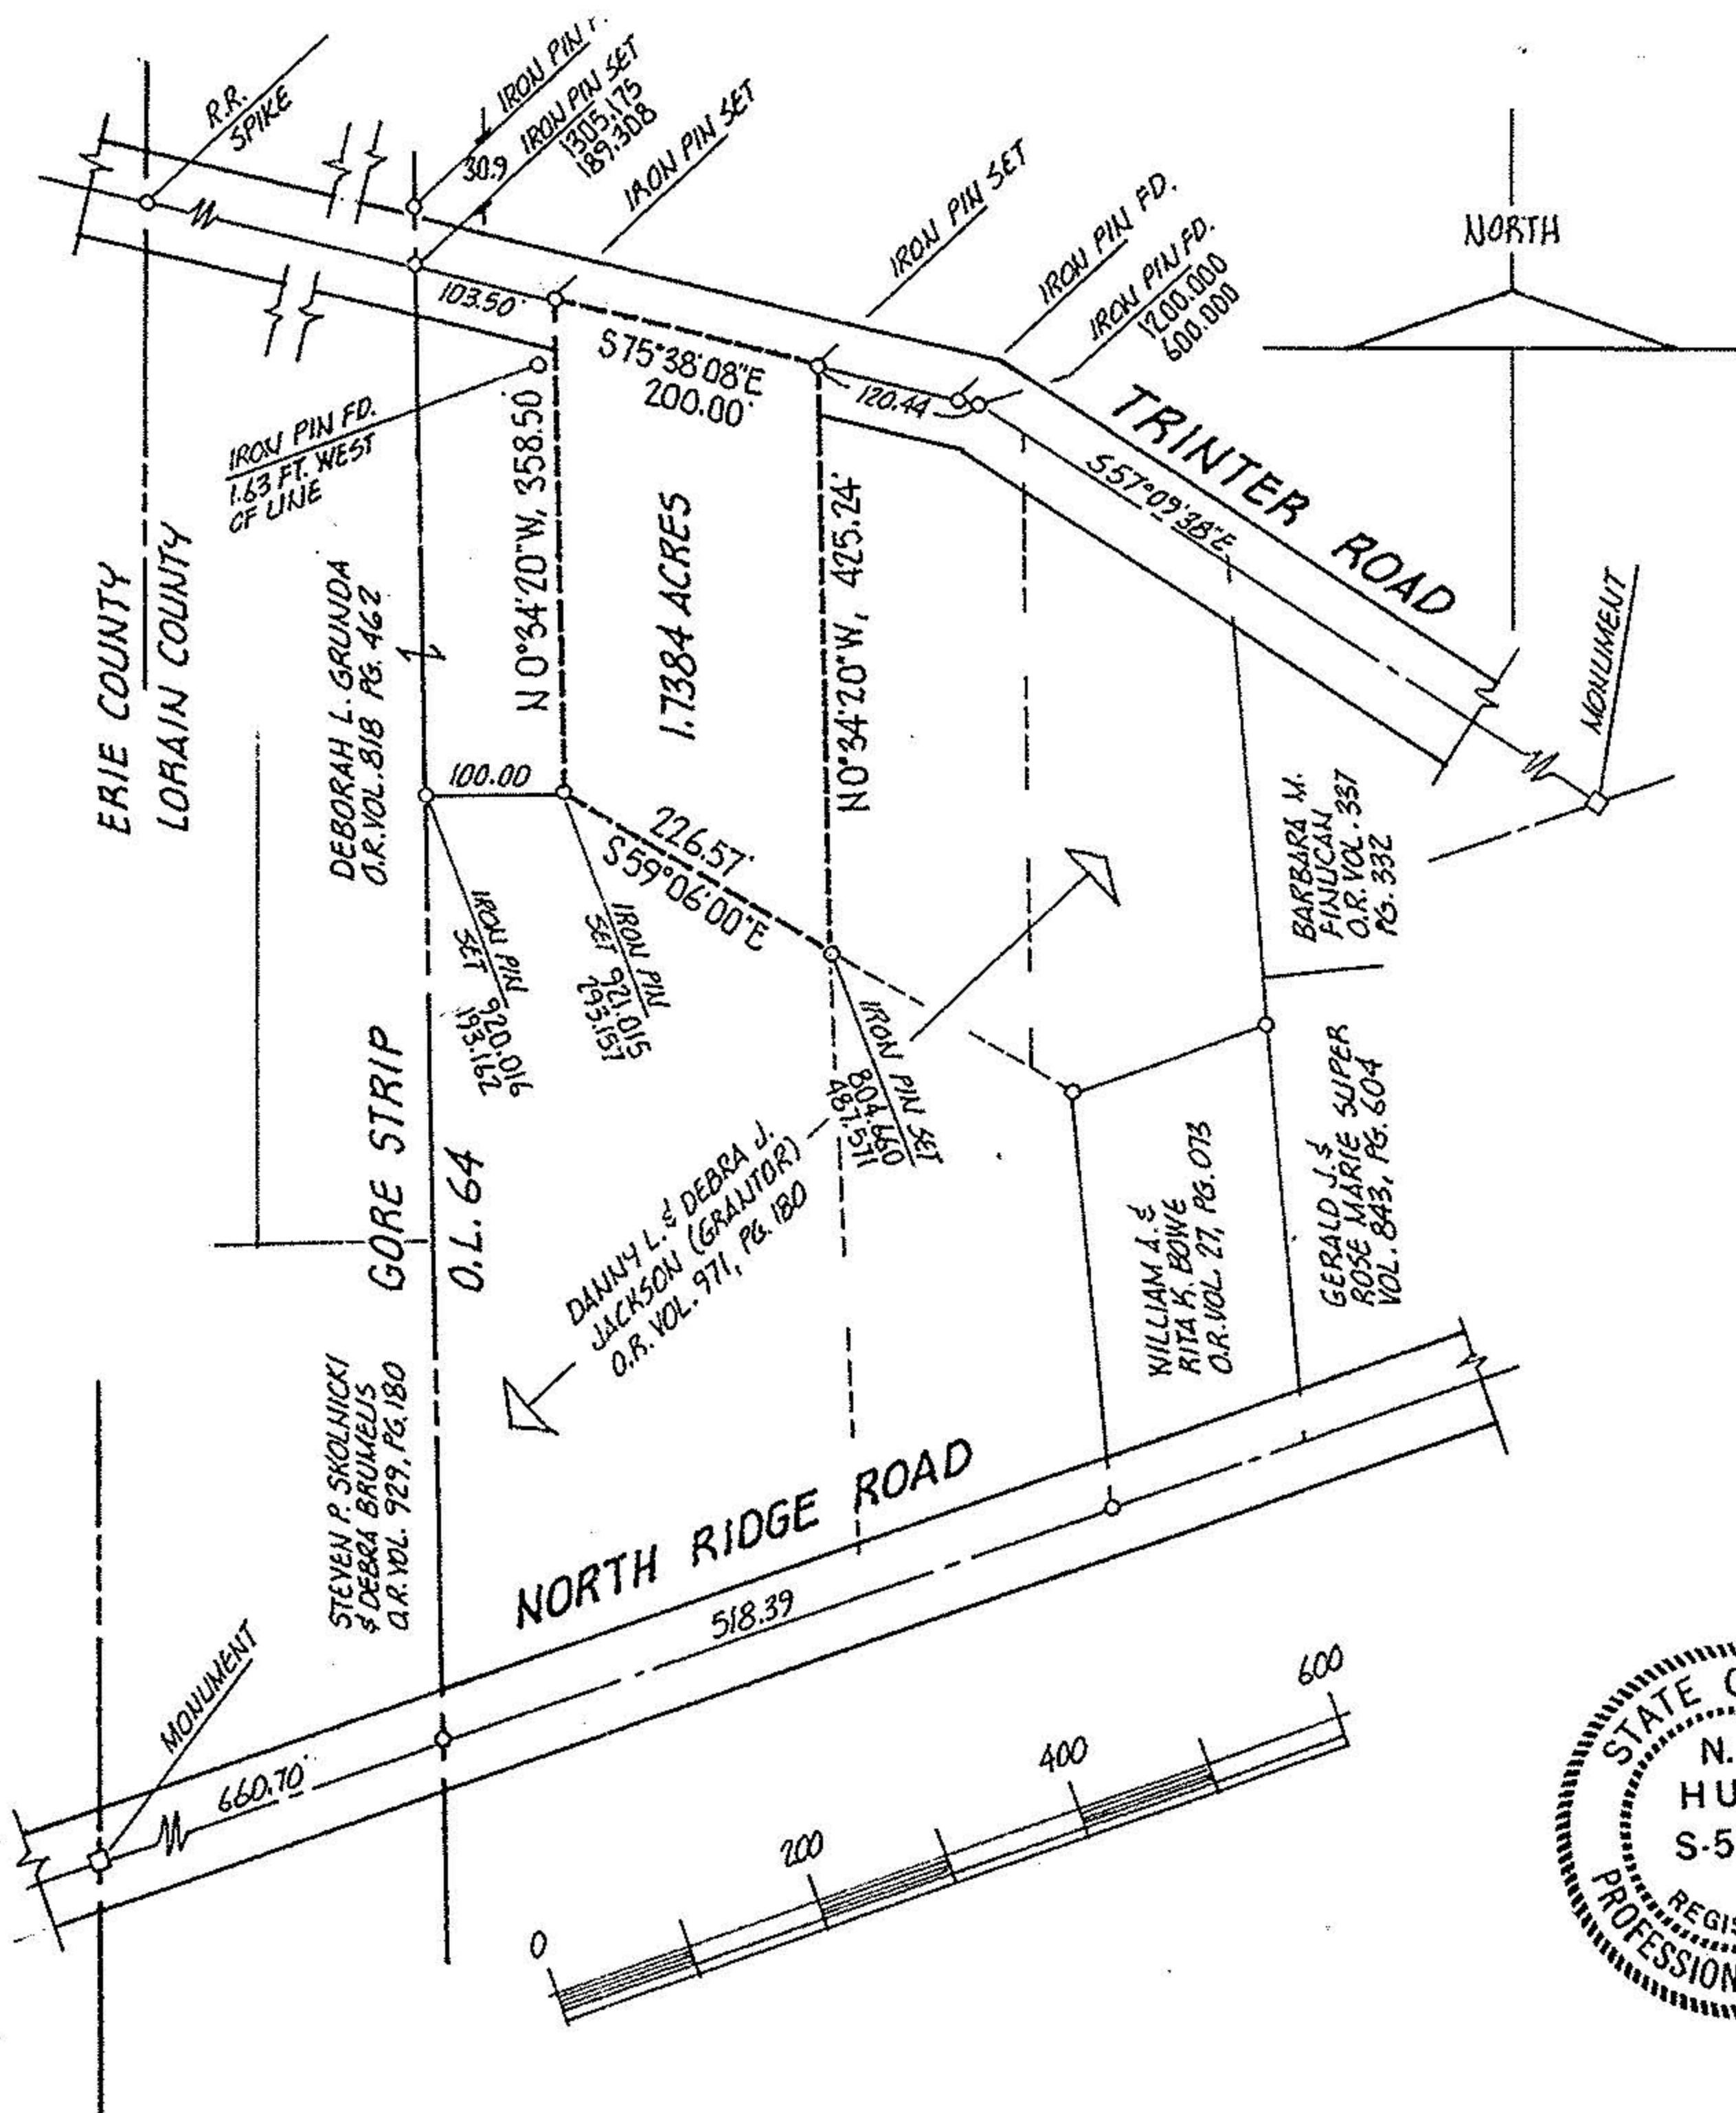 R.R.
SPIKE
IRON PIN
IRON PIN SET
1305.175
189.308
30.9
IRON PIN SET
IRON PIN SET
IRON PIN FD.
IRON PIN FD.
1200.000
600.000
NORTH
103.50'
S75°38'08"E
200.00'
120.44
TRINTER ROAD
S57°09'38"E
MONUMENT
IRON PIN FD.
1.63 FT. WEST
OF LINE
ERIE COUNTY
LORAIN COUNTY
DEBORAH L. GRUNDA
O.R. VOL. 818 PG. 462
N0°34'20"W, 358.50'
1.7384 ACRES
N0°34'20"W, 425.24'
100.00
226.57'
S59°06'00"E
IRON PIN
SET
920.016
193.162
IRON PIN
SET 921.015
293.157
IRON PIN SET
804.660
487.571
BARBARA M.
FINUCAN
O.R. VOL. 337
PG. 332
GORE STRIP
O.L. 64
DANNY L. & DEBRA J.
JACKSON (GRANTOR)
O.R. VOL. 971, PG. 180
WILLIAM A. &
RITA K. BOWE
O.R. VOL. 27, PG. 073
GERALD J. &
ROSE MARIE SUPER
VOL. 843, PG. 604
STEVEN P. SKOLNICKI
& DEBRA BRUMELIS
O.R. VOL. 929, PG. 180
NORTH RIDGE ROAD
518.39
MONUMENT
660.70'
0
200
400
600
STATE
N.
HU
S-5
REGIS
PROFESSION